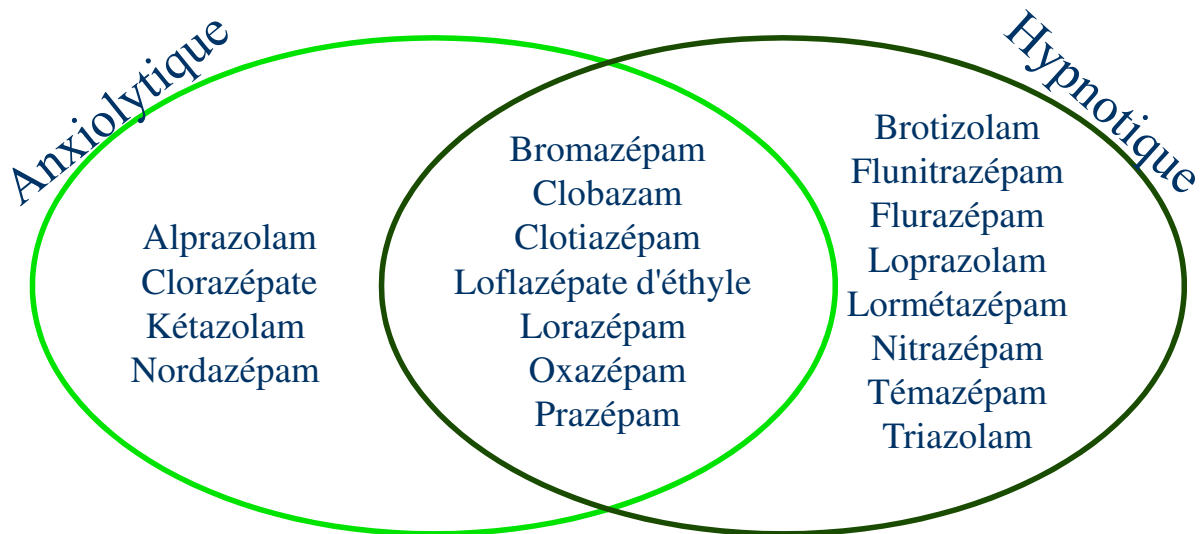 Anxiolytique
Hypnotique
Alprazolam
Clorazépate
Kétazolam
Nordazépam
Bromazépam
Clobazam
Clotiazépam
Loflazépate d'éthyle
Lorazépam
Oxazépam
Prazépam
Brotizolam
Flunitrazépam
Flurazépam
Loprazolam
Lormétazépam
Nitrazépam
Témazépam
Triazolam